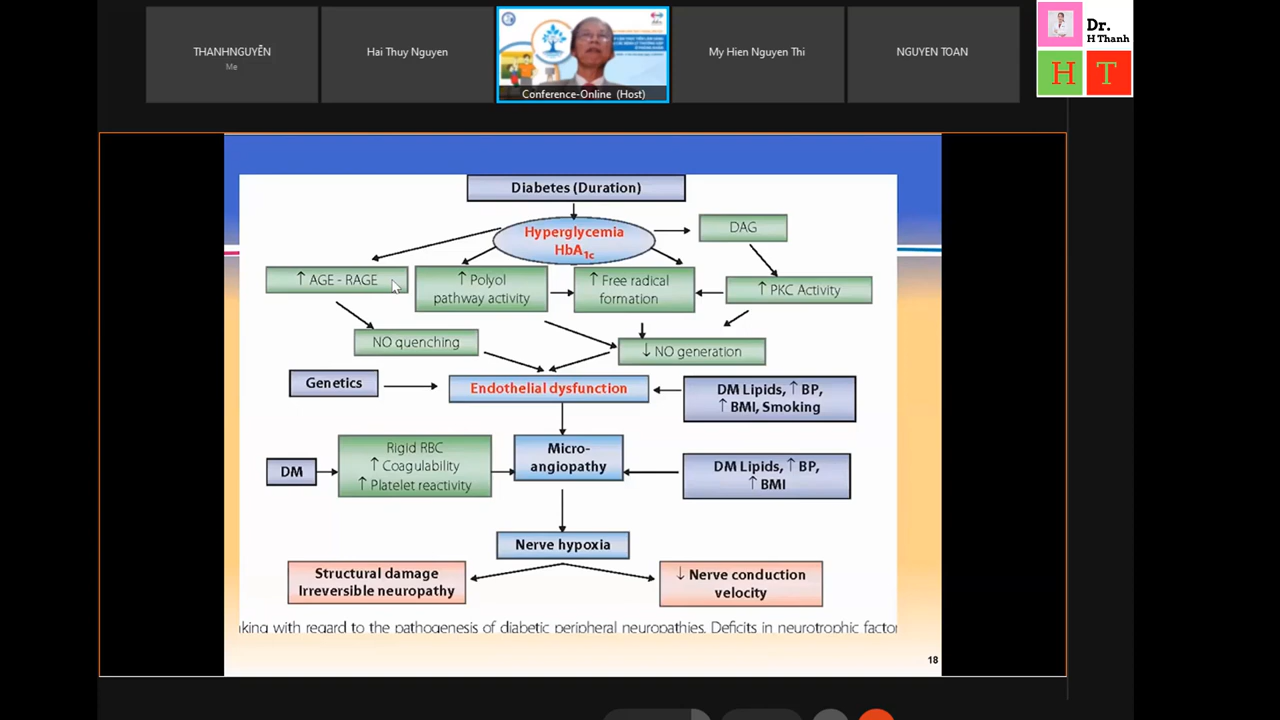 THANHNGUYỄN
Me
Hai Thuy Nguyen
Conference-Online (Host)
My Hien Nguyen Thi
NGUYEN TOAN
Dr.
H Thanh
H T
Diabetes (Duration)
Hyperglycemia
HbA1c
DAG
↑ AGE - RAGE
↑ Polyol
pathway activity
↑ Free radical
formation
↑ PKC Activity
NO quenching
↓ NO generation
Genetics
Endothelial dysfunction
DM Lipids, ↑ BP,
↑ BMI, Smoking
DM
Rigid RBC
↑ Coagulability
↑ Platelet reactivity
Micro-
angiopathy
DM Lipids, ↑ BP,
↑ BMI
Nerve hypoxia
Structural damage
Irreversible neuropathy
↓ Nerve conduction
velocity
king with regard to the pathogenesis of diabetic peripheral neuropathies. Deficits in neurotrophic factor
18